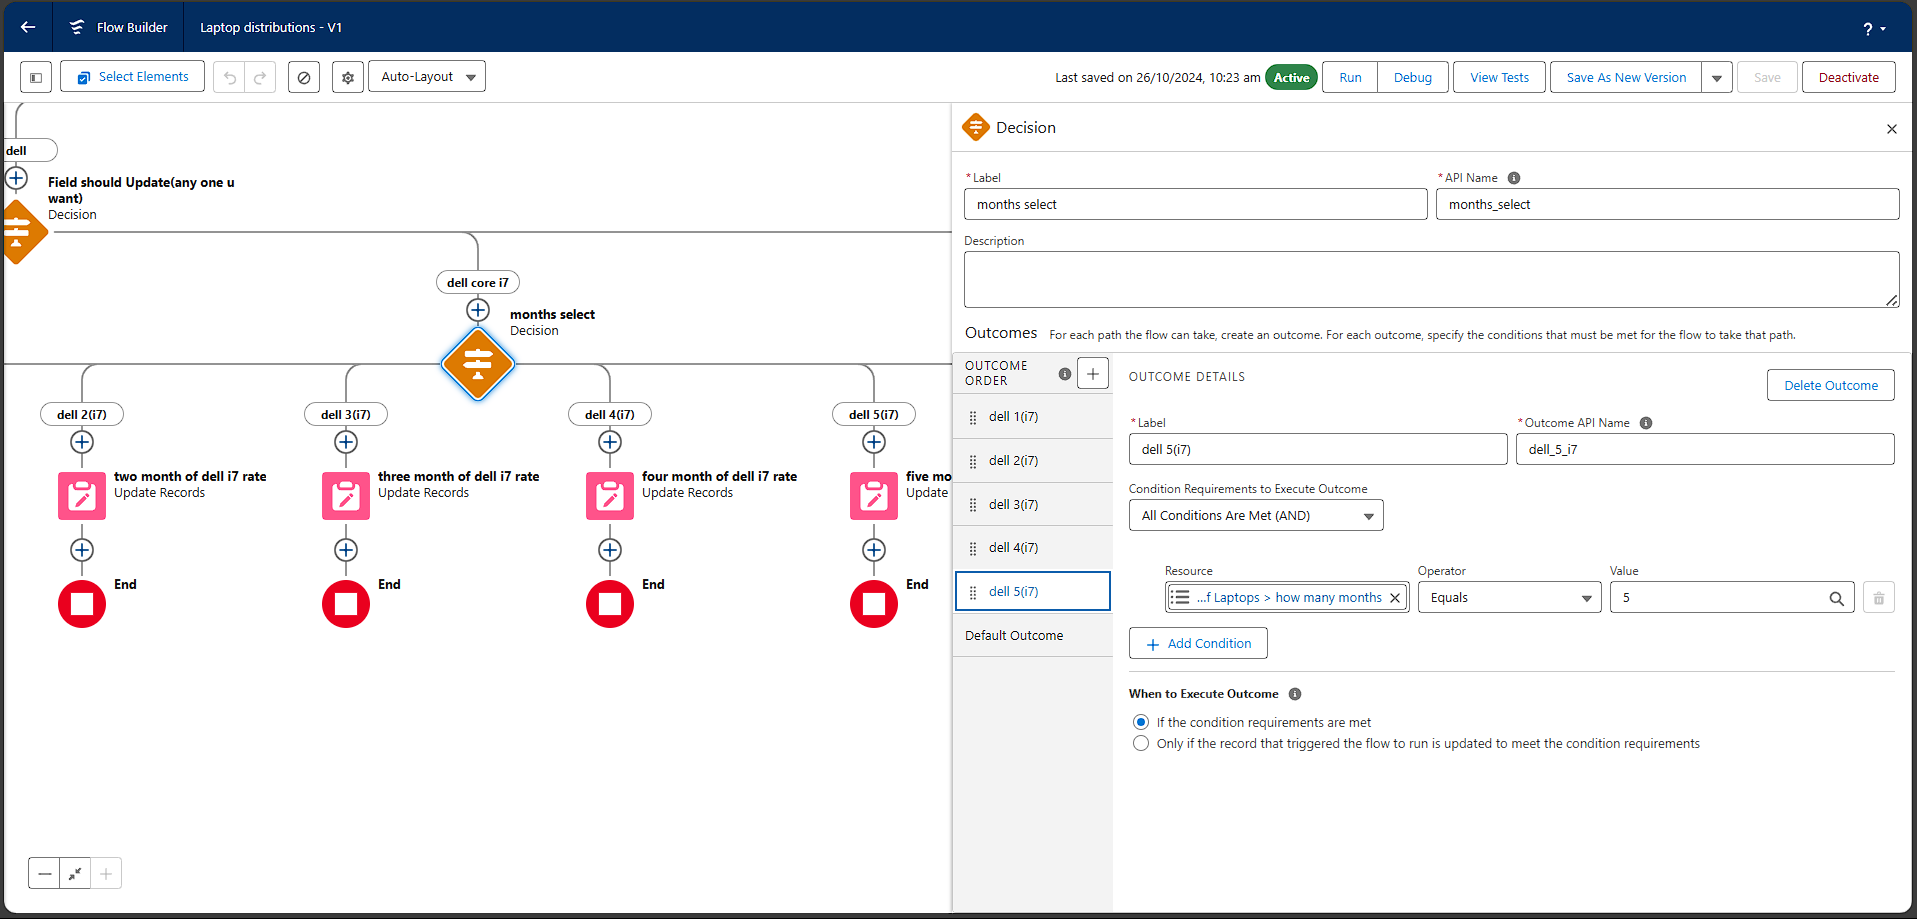 Flow Builder
Laptop distributions - V1
?
Select Elements
Auto-Layout
Last saved on 26/10/2024, 10:23 am
Active
Run
Debug
View Tests
Save As New Version
Save
Deactivate
dell
Field should Update(any one u
want)
Decision
dell core i7
months select
Decision
dell 2(i7)
dell 3(i7)
dell 4(i7)
dell 5(i7)
two month of dell i7 rate
Update Records
three month of dell i7 rate
Update Records
four month of dell i7 rate
Update Records
five mo
Update
End
End
End
End
Decision
*Label
months select
*API Name
months_select
Description
Outcomes
For each path the flow can take, create an outcome. For each outcome, specify the conditions that must be met for the flow to take that path.
OUTCOME
ORDER
dell 1(i7)
dell 2(i7)
dell 3(i7)
dell 4(i7)
dell 5(i7)
Default Outcome
OUTCOME DETAILS
Delete Outcome
*Label
dell 5(i7)
*Outcome API Name
dell_5_i7
Condition Requirements to Execute Outcome
All Conditions Are Met (AND)
Resource
...f Laptops > how many months
Operator
Equals
Value
5
Add Condition
When to Execute Outcome
If the condition requirements are met
Only if the record that triggered the flow to run is updated to meet the condition requirements